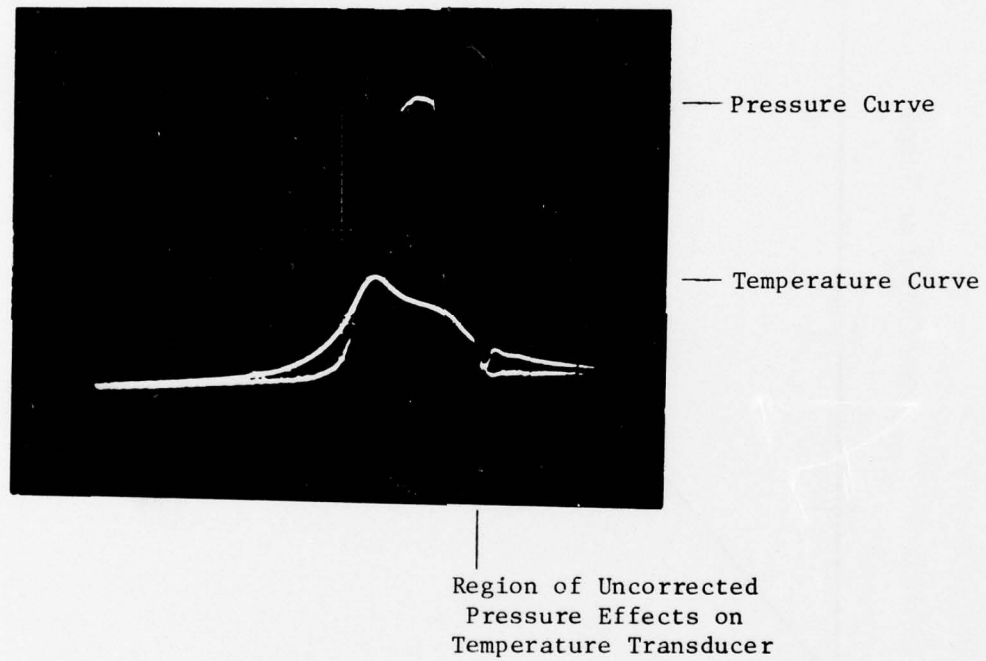 Pressure Curve
Temperature Curve
Region of Uncorrected
Pressure Effects on
Temperature Transducer